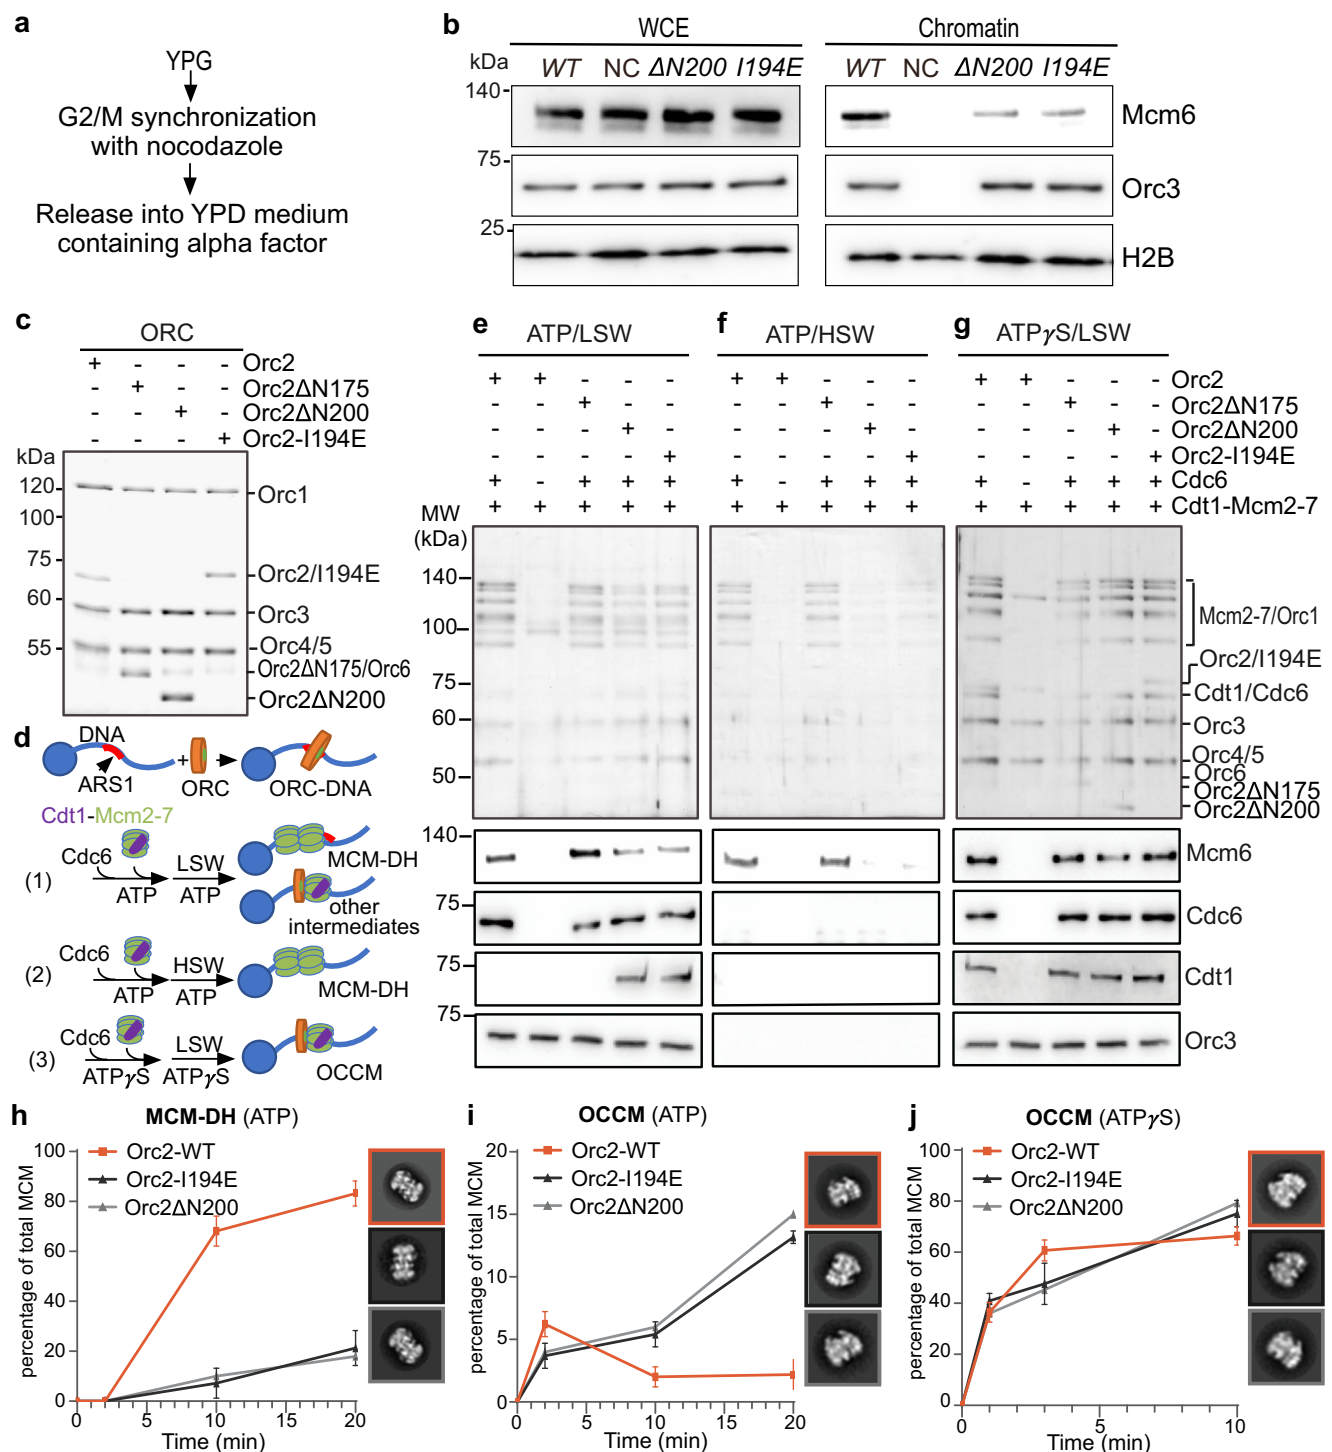 a
YPG
G2/M synchronization
with nocodazole
Release into YPD medium
containing alpha factor
b
WCE
Chromatin
kDa
WT NC ΔN200 I194E
WT NC ΔN200 I194E
140
Mcm6
75
Orc3
25
H2B
c
ORC
+ - - - Orc2
- + - - Orc2ΔN175
- - + - Orc2ΔN200
- - - + Orc2-I194E
kDa
120
Orc1
100
75
Orc2/I194E
60
Orc3
55
Orc4/5
Orc2ΔN175/Orc6
Orc2ΔN200
d
DNA
ARS1
+
ORC
ORC-DNA
Cdt1-Mcm2-7
(1)
Cdc6
ATP
LSW
ATP
MCM-DH
other
intermediates
(2)
Cdc6
ATP
HSW
ATP
MCM-DH
(3)
Cdc6
ATPγS
LSW
ATPγS
OCCM
e
ATP/LSW
f
ATP/HSW
g
ATPγS/LSW
+ + - - - + + - - - + + - - - Orc2
- - + - - - - + - - - - + - - Orc2ΔN175
- - - + - - - - + - - - - + - Orc2ΔN200
- - - - + - - - - + - - - - + Orc2-I194E
+ - + + + + - + + + + - + + + Cdc6
+ + + + + + + + + + + + + + + Cdt1-Mcm2-7
MW
(kDa)
140
100
75
60
50
Mcm2-7/Orc1
Orc2/I194E
Cdt1/Cdc6
Orc3
Orc4/5
Orc6
Orc2ΔN175
Orc2ΔN200
140
Mcm6
75
Cdc6
75
Cdt1
75
Orc3
h
MCM-DH (ATP)
Orc2-WT
Orc2-I194E
Orc2ΔN200
percentage of total MCM
100
80
60
40
20
0
0 5 10 15 20
Time (min)
i
OCCM (ATP)
Orc2-WT
Orc2-I194E
Orc2ΔN200
percentage of total MCM
20
15
10
5
0
0 5 10 15 20
Time (min)
j
OCCM (ATPγS)
Orc2-WT
Orc2-I194E
Orc2ΔN200
percentage of total MCM
100
80
60
40
20
0
0 5 10
Time (min)